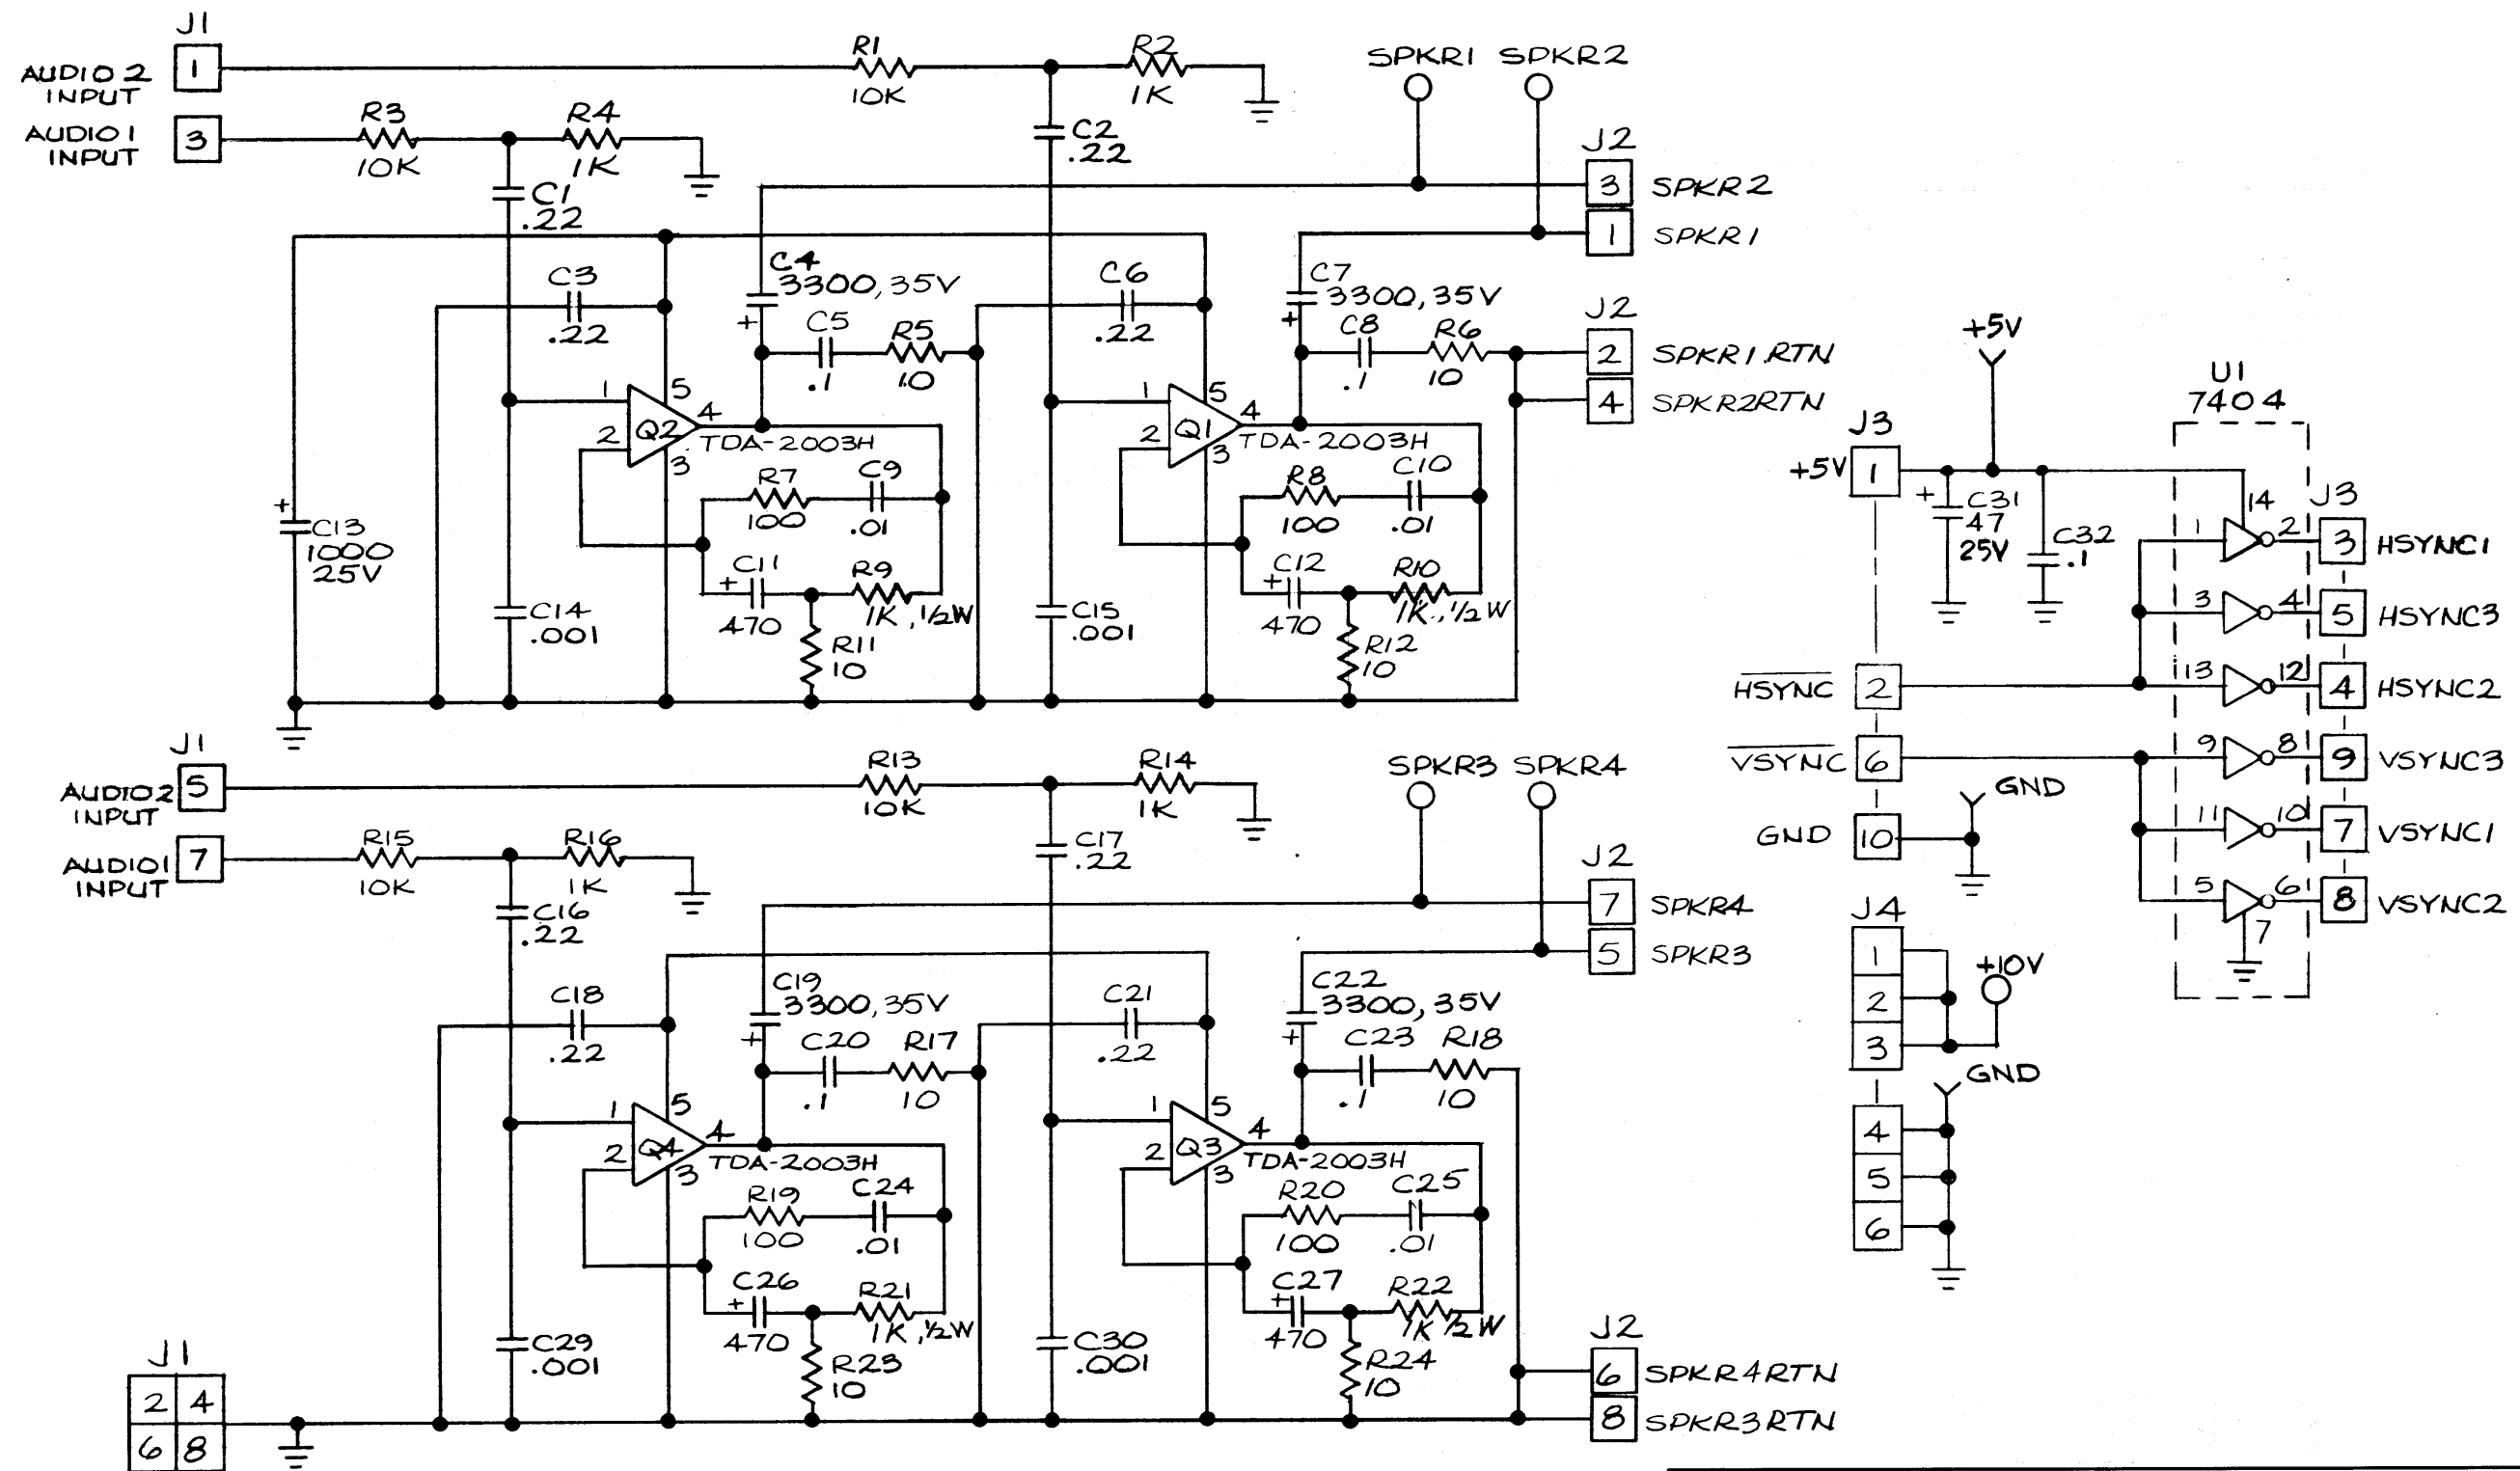 J1
AUDIO 2
INPUT
1
R1
10K
R2
1K
SPKR1
SPKR2
AUDIO 1
INPUT
3
R3
10K
R4
1K
C1
.22
C2
.22
J2
3
SPKR2
1
SPKR1
C3
.22
C4
3300, 35V
+
C5
.1
R5
10
C6
.22
C7
3300, 35V
+
C8
.1
R6
10
J2
2
SPKR1 RTN
4
SPKR2RTN
1
2
Q2
5
4
3
TDA-2003H
1
2
Q1
5
4
3
TDA-2003H
R7
100
C9
.01
R8
100
C10
.01
+
C13
1000
25V
C14
.001
+
C11
470
R9
1K, 1/2W
R11
10
C15
.001
+
C12
470
R10
1K, 1/2W
R12
10
+5V
J3
+5V
1
+
C31
47
25V
C32
.1
U1
7404
14
J3
1
2
3
HSYNC1
3
4
5
HSYNC3
HSYNC
2
13
12
4
HSYNC2
VSYNC
6
9
8
9
VSYNC3
GND
GND
10
11
10
7
VSYNC1
5
6
7
8
VSYNC2
J4
1
2
3
+10V
GND
4
5
6
J1
AUDIO2
INPUT
5
R13
10K
R14
1K
SPKR3
SPKR4
AUDIO1
INPUT
7
R15
10K
R16
1K
C16
.22
C17
.22
J2
7
SPKR4
5
SPKR3
C18
.22
C19
3300, 35V
+
C20
.1
R17
10
C21
.22
C22
3300, 35V
+
C23
.1
R18
10
1
2
Q4
5
4
3
TDA-2003H
1
2
Q3
5
4
3
TDA-2003H
R19
100
C24
.01
R20
100
C25
.01
C29
.001
+
C26
470
R21
1K, 1/2W
R23
10
C30
.001
+
C27
470
R22
1K 1/2W
R24
10
J2
6
SPKR4RTN
8
SPKR3RTN
J1
2 4
6 8